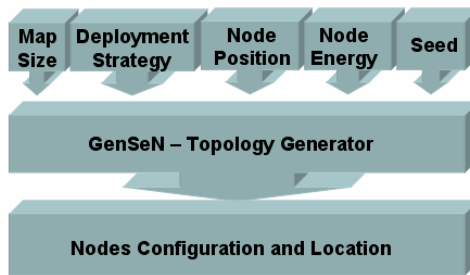 Map
Size
Deployment
Strategy
Node
Position
Node
Energy
Seed
GenSeN – Topology Generator
Nodes Configuration and Location